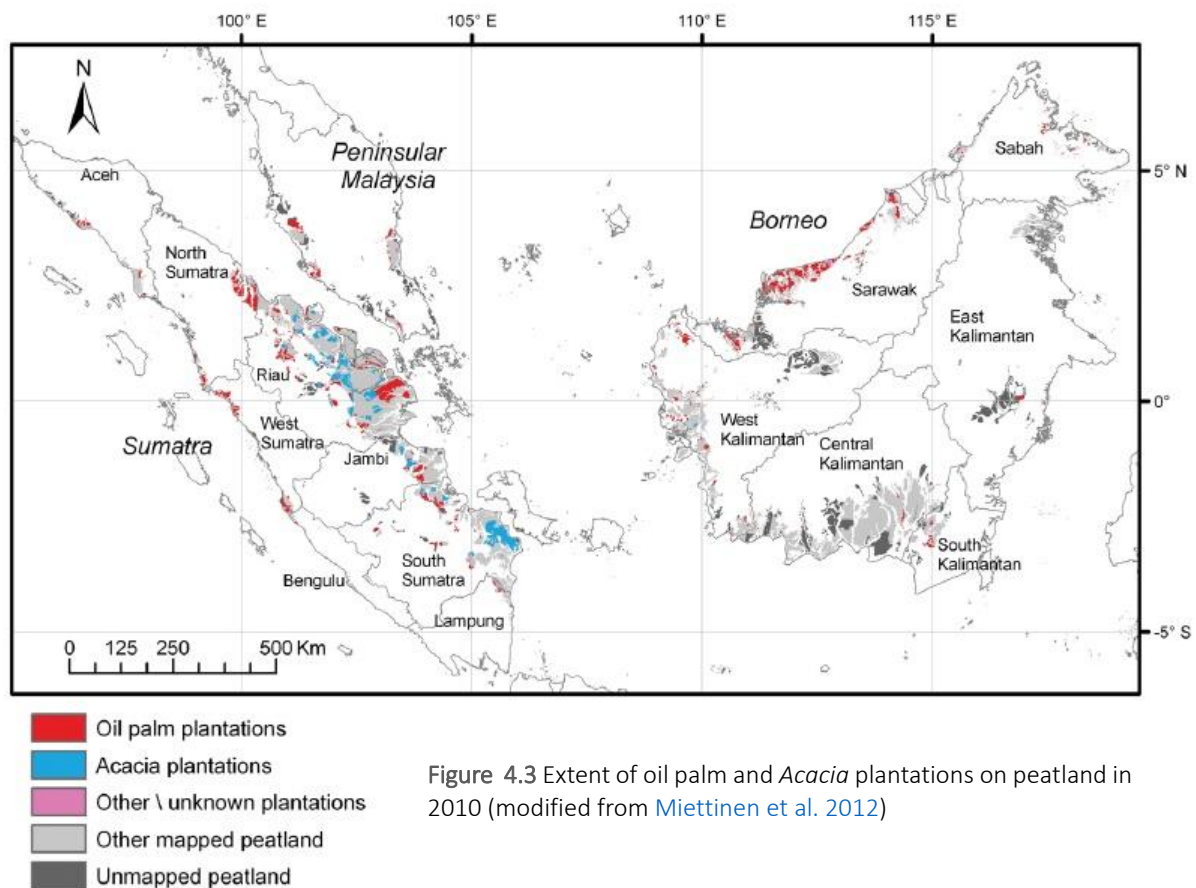 100° E
105° E
110° E
115° E
N
Peninsular
Malaysia
Aceh
Sabah
5° N
Borneo
North
Sumatra
Sarawak
East
Kalimantan
Riau
0°
West
Sumatra
West
Kalimantan
Sumatra
Central
Kalimantan
Jambi
South
Sumatra
South
Kalimantan
Bengulu
Lampung
-5° S
0 125 250 500 Km
Oil palm plantations
Acacia plantations
Other \ unknown plantations
Other mapped peatland
Unmapped peatland
Figure 4.3 Extent of oil palm and Acacia plantations on peatland in
2010 (modified from Miettinen et al. 2012)